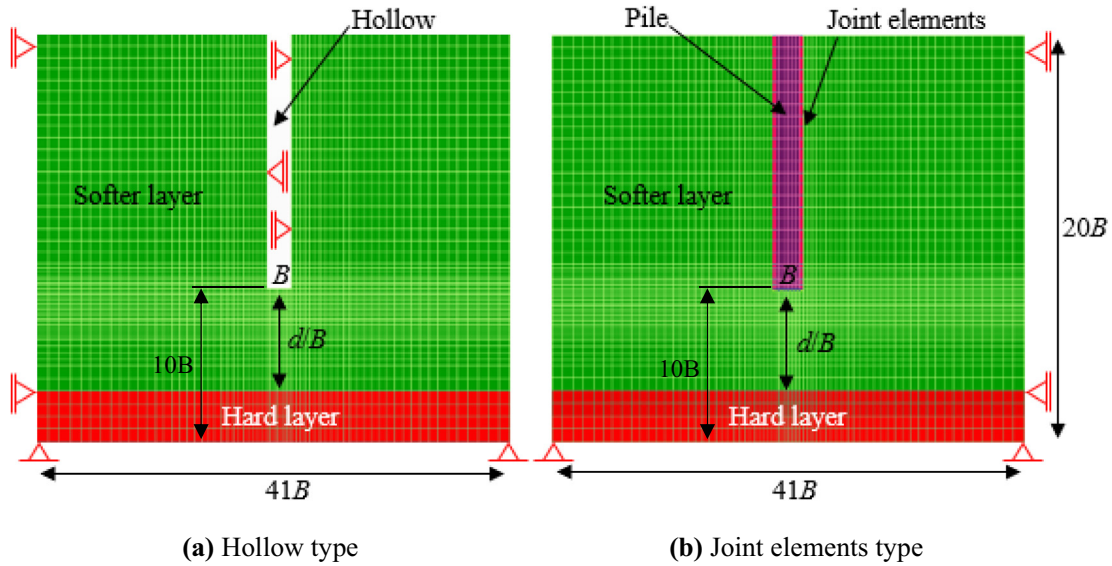 Hollow
Softer layer
B
d/B
10B
Hard layer
41B
(a) Hollow type
Pile
Joint elements
Softer layer
B
20B
d/B
10B
Hard layer
41B
(b) Joint elements type